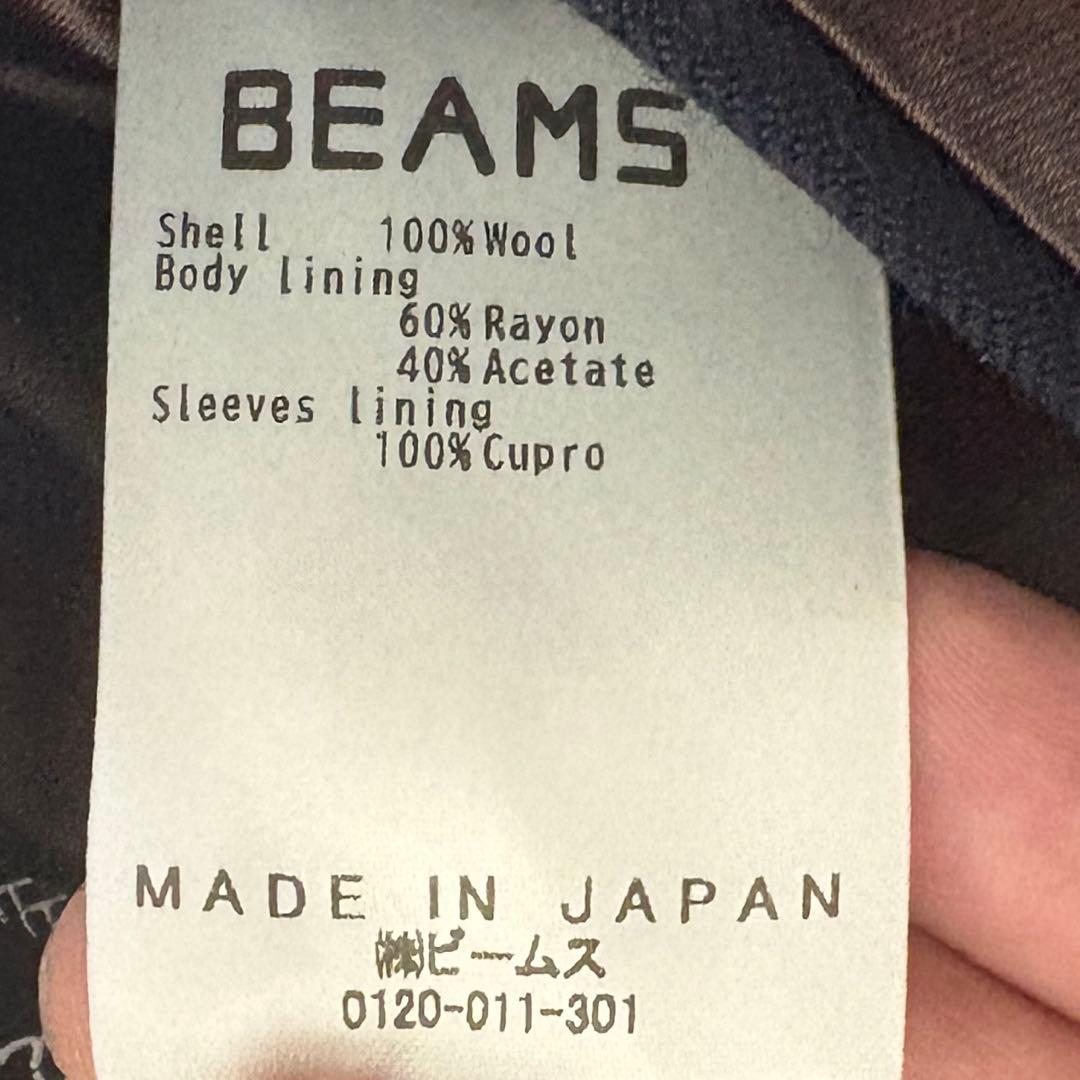 BEAMS
Shell 100% Wool
Body lining
60% Rayon
40% Acetate
Sleeves lining
100% Cupro
MADE IN JAPAN
㈱ビームス
0120-011-301